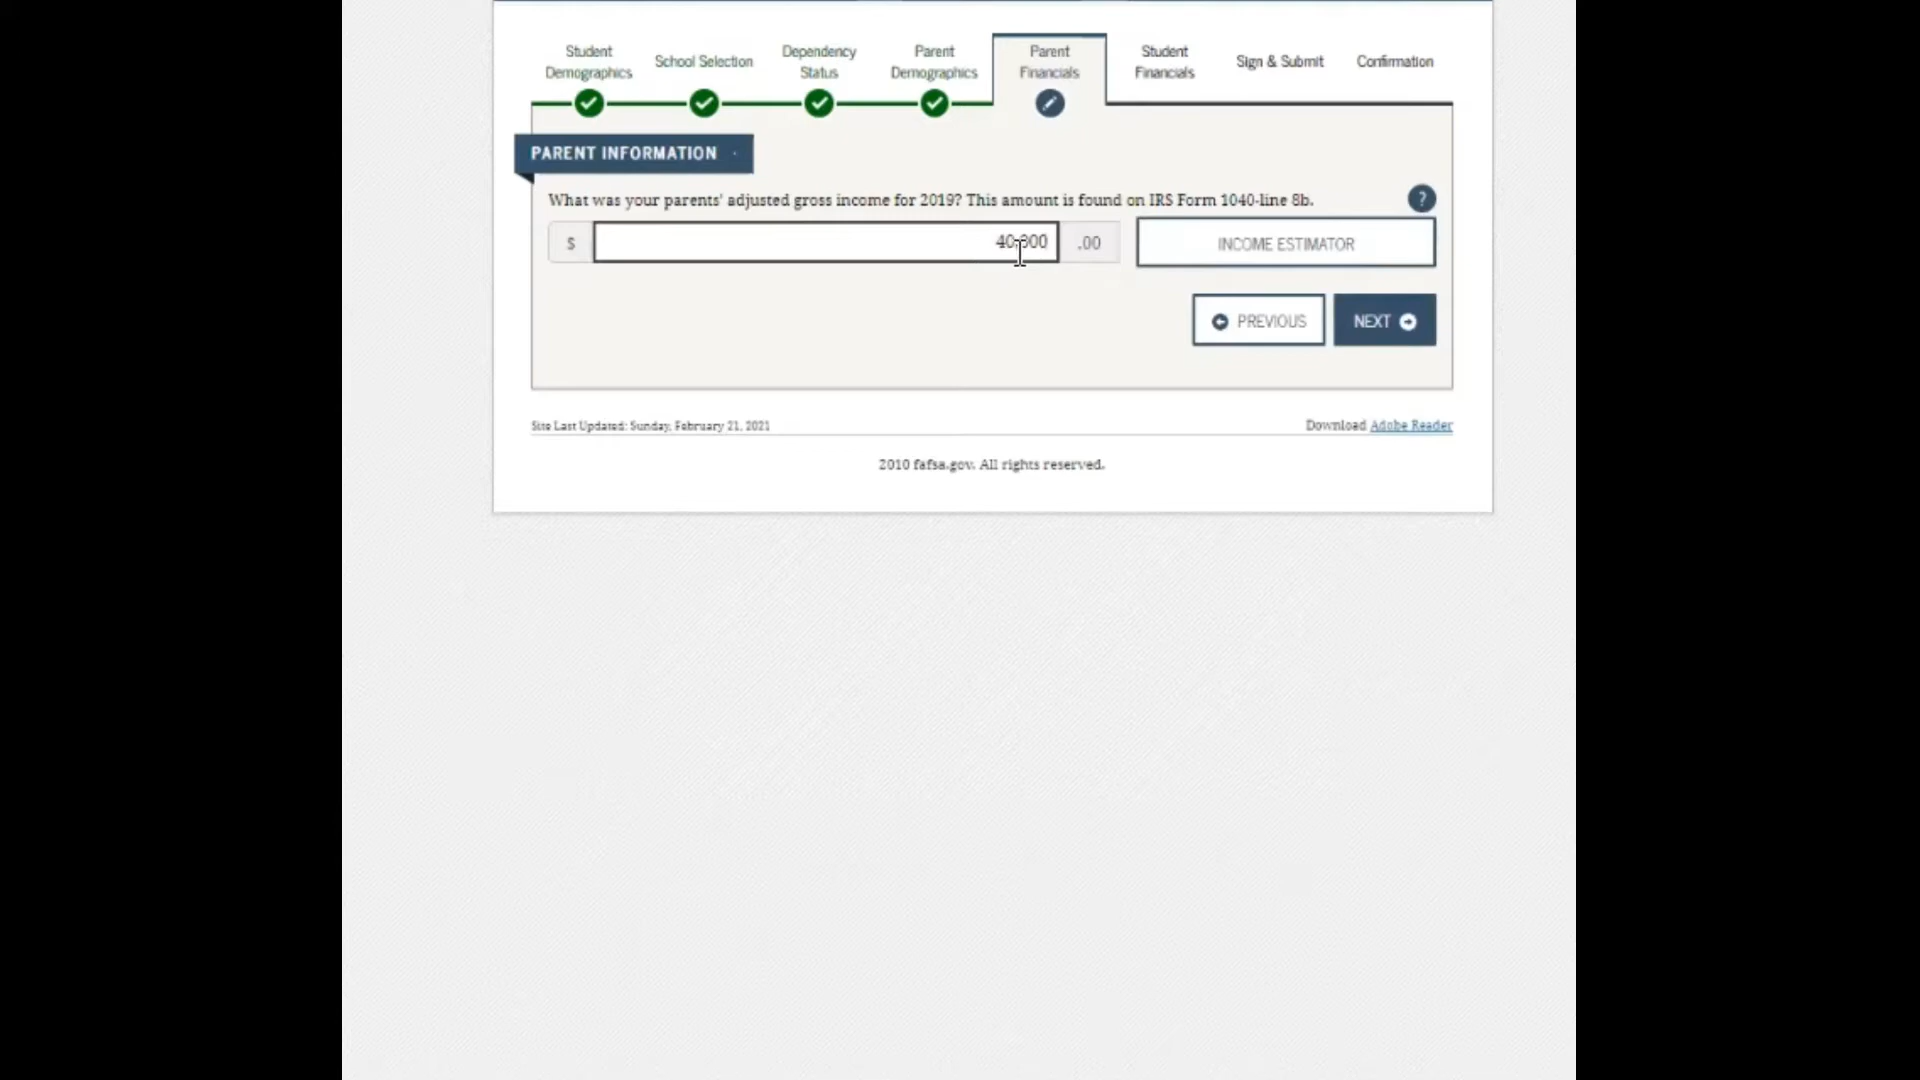 Student Demographics
School Selection
Dependency Status
Parent Demographics
Parent Financials
Student Financials
Sign & Submit
Confirmation
PARENT INFORMATION
What was your parents' adjusted gross income for 2019? This amount is found on IRS Form 1040-line 8b.
?
$
.00
INCOME ESTIMATOR
PREVIOUS
NEXT
Site Last Updated: Sunday, February 21, 2021
Download Adobe Reader
2010 fafsa.gov. All rights reserved.